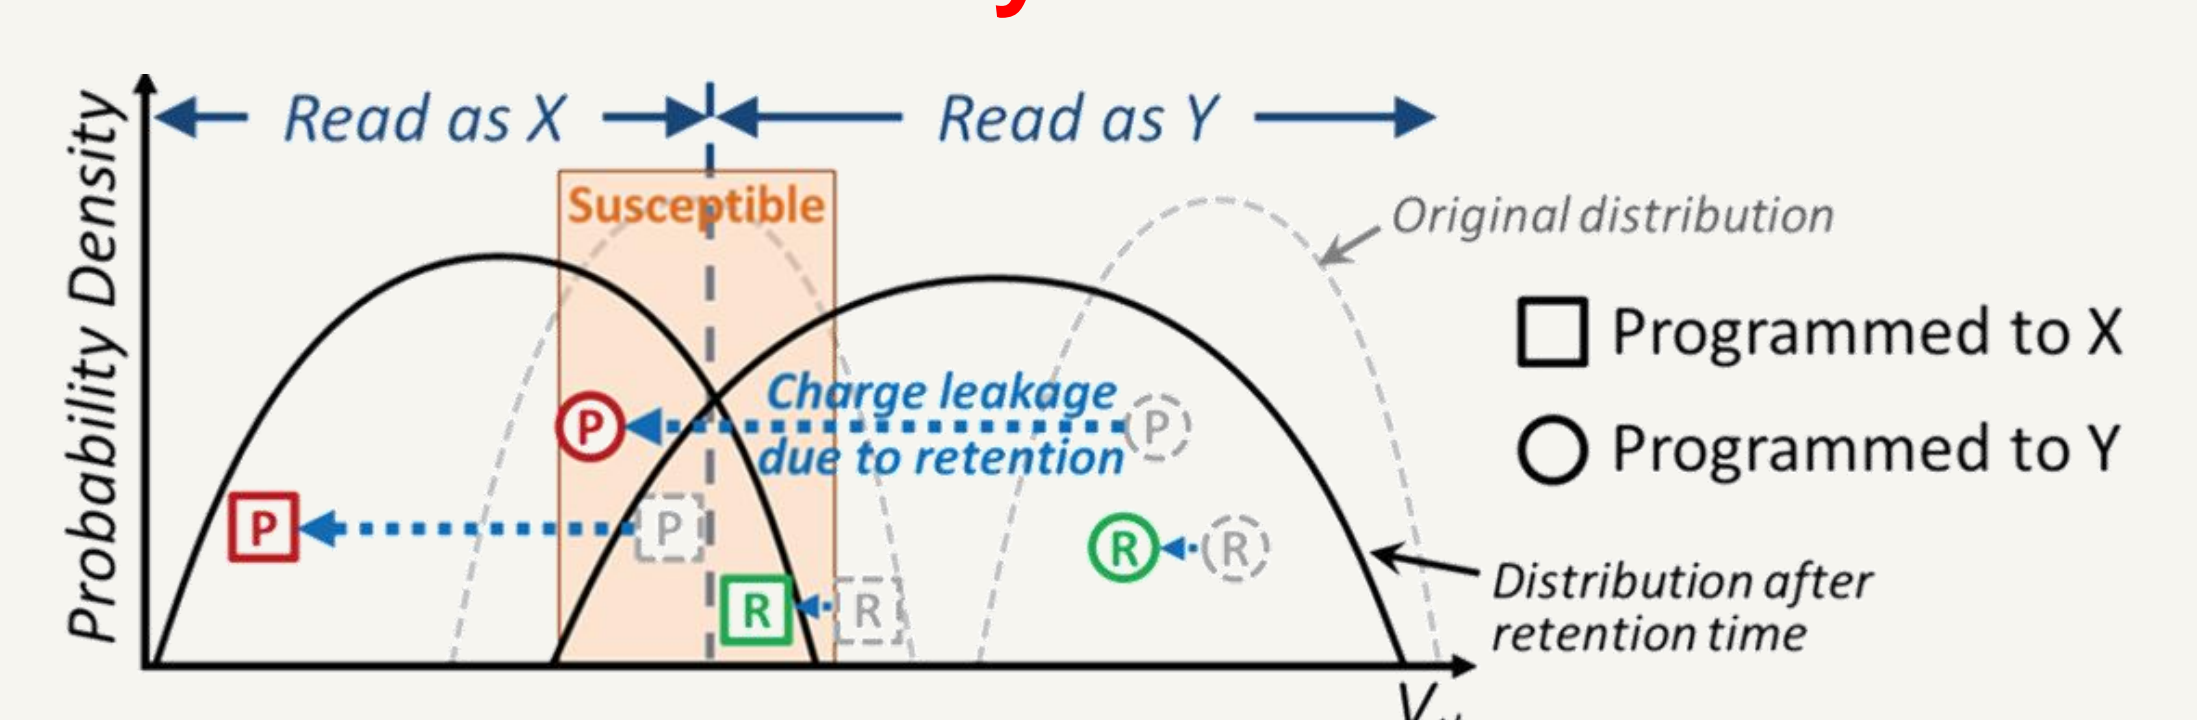 Read as X
Read as Y
Probability Density
Susceptible
Original distribution
Programmed to X
Charge leakage
P
P
due to retention
Programmed to Y
P
P
R
R
R
R
Distribution after
retention time